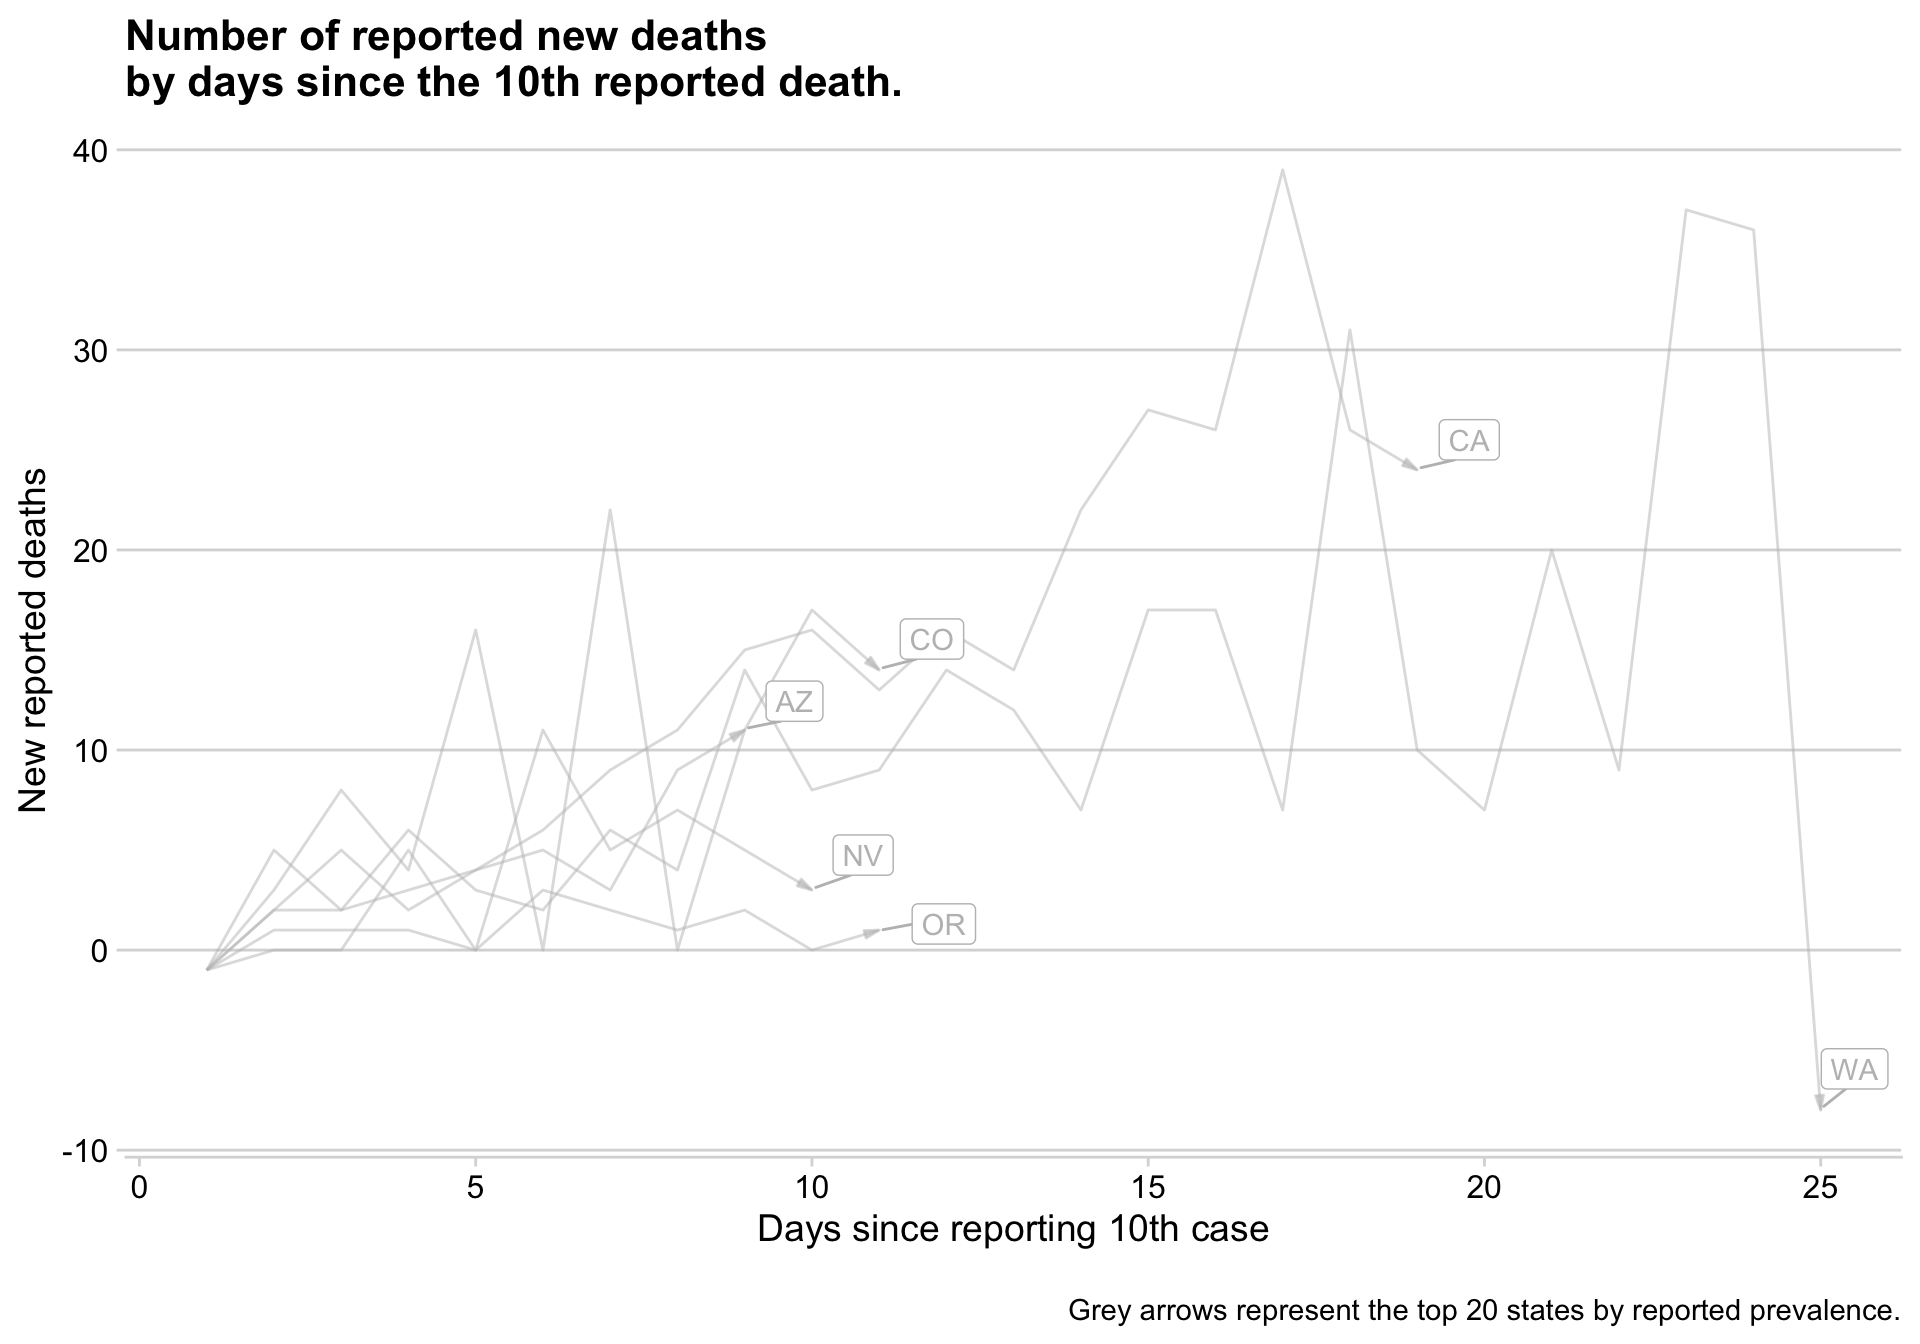 Number of reported new deaths
by days since the 10th reported death.
40
30
20
10
0
-10
New reported deaths
CA
CO
AZ
NV
OR
WA
0 5 10 15 20 25
Days since reporting 10th case
Grey arrows represent the top 20 states by reported prevalence.